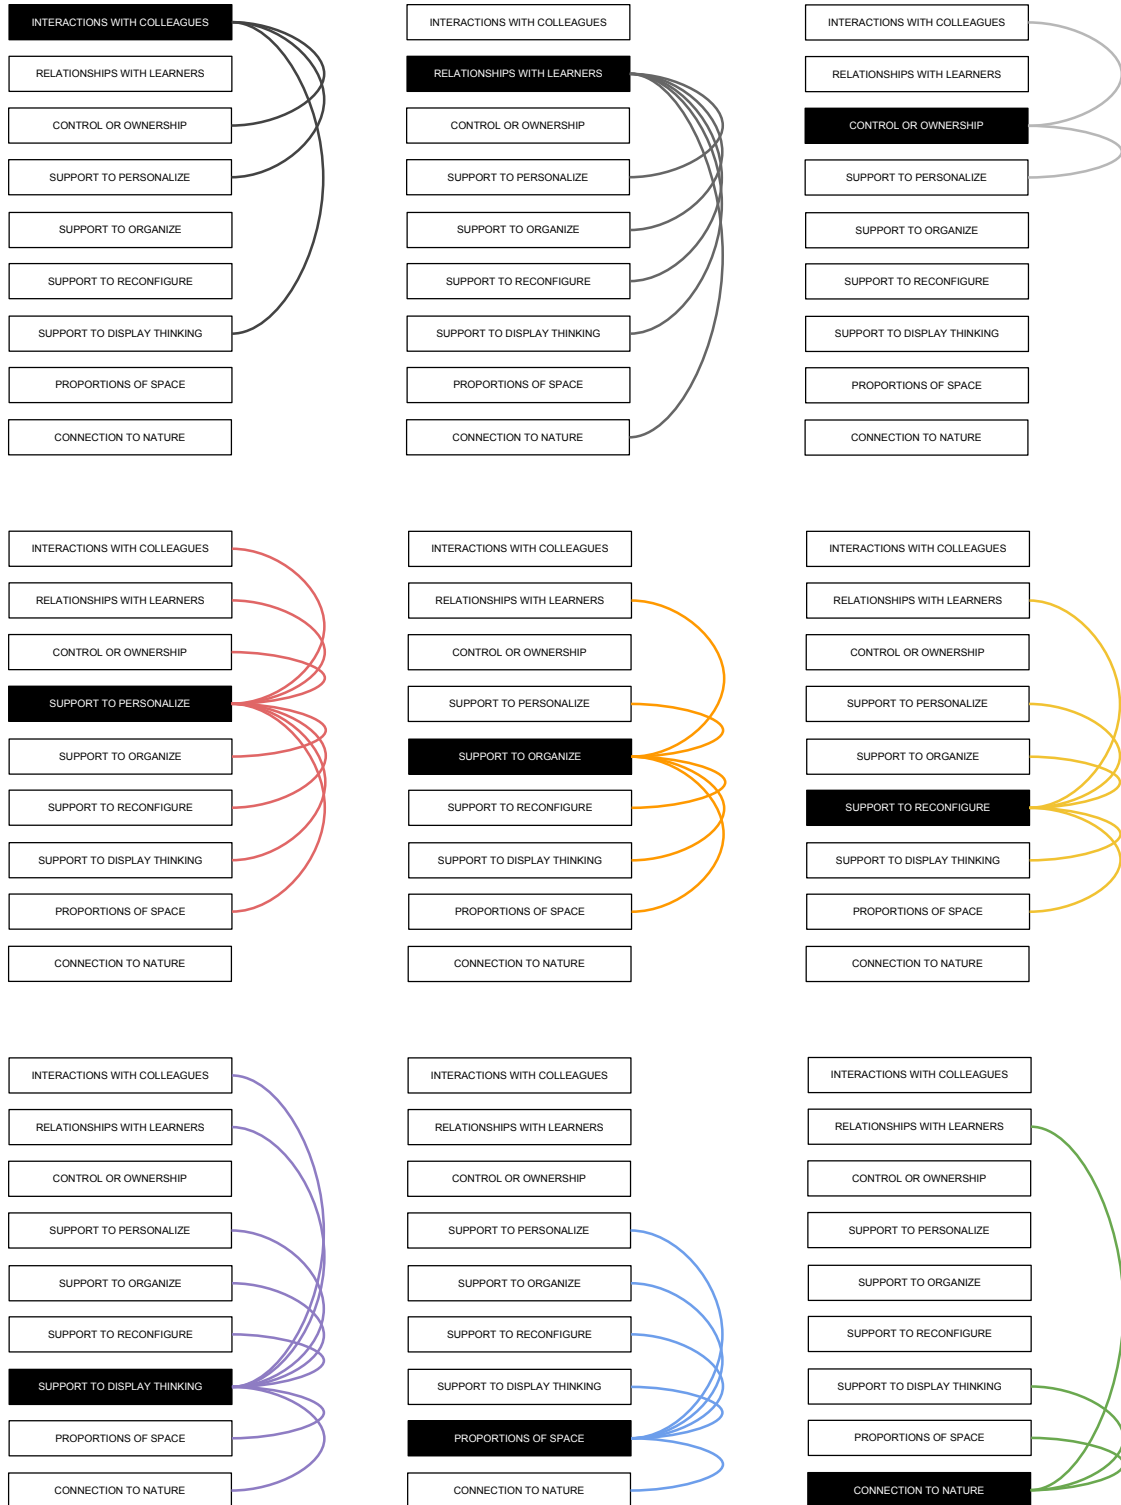 INTERACTIONS WITH COLLEAGUES
RELATIONSHIPS WITH LEARNERS
CONTROL OR OWNERSHIP
SUPPORT TO PERSONALIZE
SUPPORT TO ORGANIZE
SUPPORT TO RECONFIGURE
SUPPORT TO DISPLAY THINKING
PROPORTIONS OF SPACE
CONNECTION TO NATURE
INTERACTIONS WITH COLLEAGUES
RELATIONSHIPS WITH LEARNERS
CONTROL OR OWNERSHIP
SUPPORT TO PERSONALIZE
SUPPORT TO ORGANIZE
SUPPORT TO RECONFIGURE
SUPPORT TO DISPLAY THINKING
PROPORTIONS OF SPACE
CONNECTION TO NATURE
INTERACTIONS WITH COLLEAGUES
RELATIONSHIPS WITH LEARNERS
CONTROL OR OWNERSHIP
SUPPORT TO PERSONALIZE
SUPPORT TO ORGANIZE
SUPPORT TO RECONFIGURE
SUPPORT TO DISPLAY THINKING
PROPORTIONS OF SPACE
CONNECTION TO NATURE
INTERACTIONS WITH COLLEAGUES
RELATIONSHIPS WITH LEARNERS
CONTROL OR OWNERSHIP
SUPPORT TO PERSONALIZE
SUPPORT TO ORGANIZE
SUPPORT TO RECONFIGURE
SUPPORT TO DISPLAY THINKING
PROPORTIONS OF SPACE
CONNECTION TO NATURE
INTERACTIONS WITH COLLEAGUES
RELATIONSHIPS WITH LEARNERS
CONTROL OR OWNERSHIP
SUPPORT TO PERSONALIZE
SUPPORT TO ORGANIZE
SUPPORT TO RECONFIGURE
SUPPORT TO DISPLAY THINKING
PROPORTIONS OF SPACE
CONNECTION TO NATURE
INTERACTIONS WITH COLLEAGUES
RELATIONSHIPS WITH LEARNERS
CONTROL OR OWNERSHIP
SUPPORT TO PERSONALIZE
SUPPORT TO ORGANIZE
SUPPORT TO RECONFIGURE
SUPPORT TO DISPLAY THINKING
PROPORTIONS OF SPACE
CONNECTION TO NATURE
INTERACTIONS WITH COLLEAGUES
RELATIONSHIPS WITH LEARNERS
CONTROL OR OWNERSHIP
SUPPORT TO PERSONALIZE
SUPPORT TO ORGANIZE
SUPPORT TO RECONFIGURE
SUPPORT TO DISPLAY THINKING
PROPORTIONS OF SPACE
CONNECTION TO NATURE
INTERACTIONS WITH COLLEAGUES
RELATIONSHIPS WITH LEARNERS
CONTROL OR OWNERSHIP
SUPPORT TO PERSONALIZE
SUPPORT TO ORGANIZE
SUPPORT TO RECONFIGURE
SUPPORT TO DISPLAY THINKING
PROPORTIONS OF SPACE
CONNECTION TO NATURE
INTERACTIONS WITH COLLEAGUES
RELATIONSHIPS WITH LEARNERS
CONTROL OR OWNERSHIP
SUPPORT TO PERSONALIZE
SUPPORT TO ORGANIZE
SUPPORT TO RECONFIGURE
SUPPORT TO DISPLAY THINKING
PROPORTIONS OF SPACE
CONNECTION TO NATURE